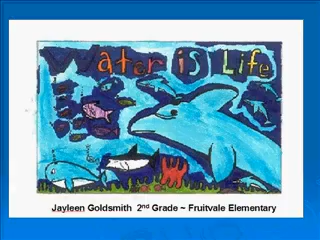 Water is Life
Jayleen Goldsmith 2nd Grade ~ Fruitvale Elementary